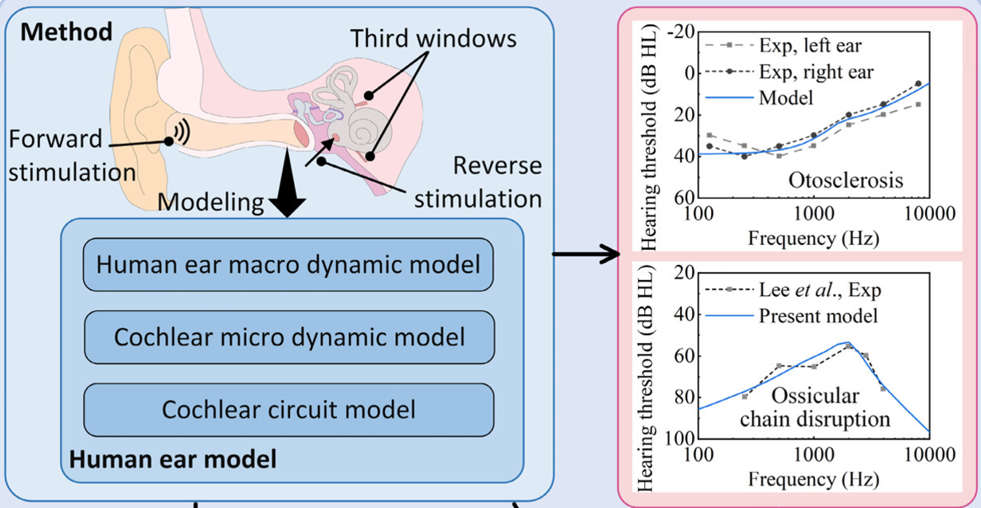 Method
Third windows
Forward
stimulation
Reverse
stimulation
Modeling
Human ear macro dynamic model
Cochlear micro dynamic model
Cochlear circuit model
Human ear model
Hearing threshold (dB HL)
-20
0
20
40
60
Exp, left ear
Exp, right ear
Model
Otosclerosis
100
1000
10000
Frequency (Hz)
Hearing threshold (dB HL)
20
40
60
80
100
Lee et al., Exp
Present model
Ossicular
chain disruption
100
1000
10000
Frequency (Hz)